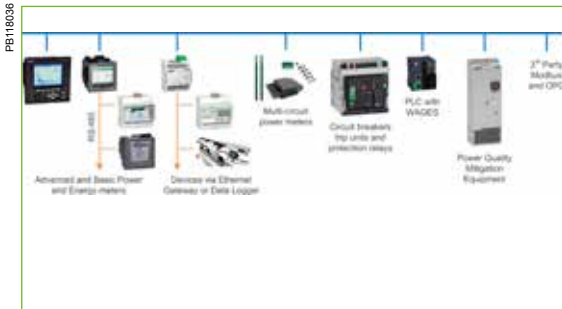 PB118036
RS-485
Advanced and Basic Power
and Energy meters
Devices via Ethernet
Gateway or Data Logger
Multi-circuit
power meters
Circuit breakers
trip units and
protection relays
PLC with
WAGES
Power Quality
Mitigation
Equipment
3rd Party
Modbus
and OPC